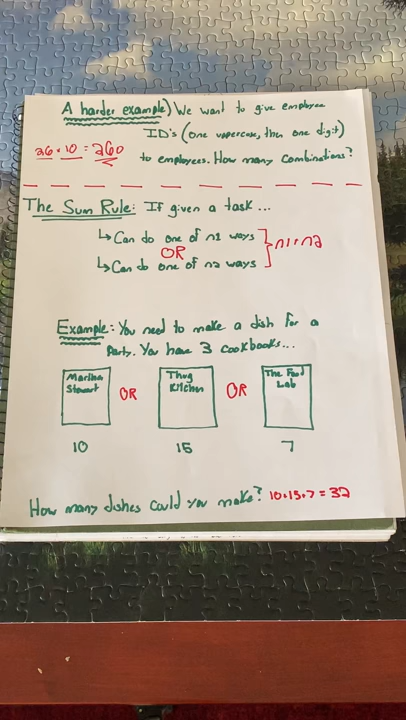 A harder example) We want to give employee
ID's (one uppercase, then one digit)
26 · 10 = 260
to employees. How many combinations?
The Sum Rule: If given a task...
↳ Can do one of n1 ways
OR
n1+n2
↳ Can do one of n2 ways
Example: You need to make a dish for a
Party. You have 3 cookbooks...
Martha Stewart OR Thug Kitchen OR The Food Lab
10 15 7
How many dishes could you make? 10+15+7 = 32